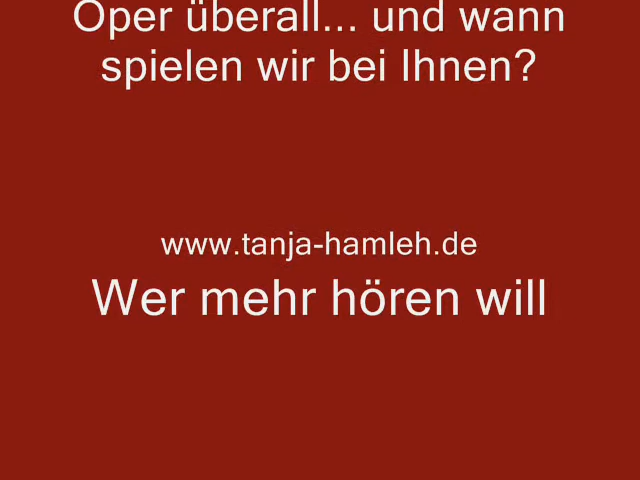 Oper überall... und wann
spielen wir bei Ihnen?
www.tanja-hamleh.de
Wer mehr hören will